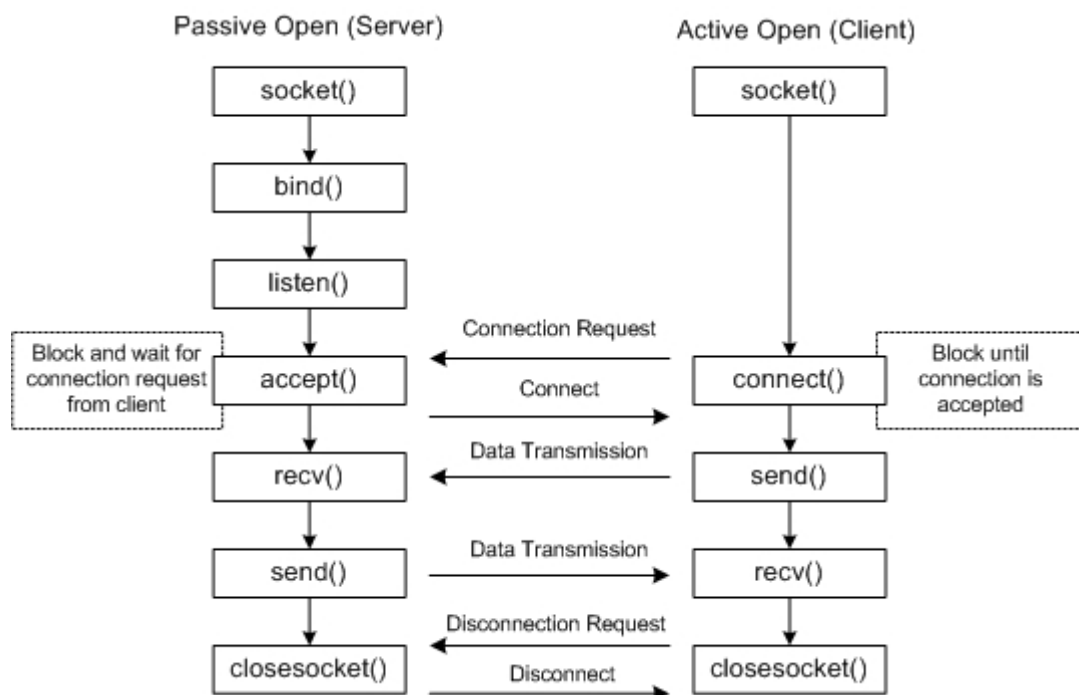 Passive Open (Server)
Active Open (Client)
socket()
socket()
bind()
listen()
Connection Request
Block and wait for
connection request
from client
accept()
Connect
connect()
Block until
connection is
accepted
Data Transmission
recv()
send()
Data Transmission
send()
recv()
Disconnection Request
closesocket()
closesocket()
Disconnect